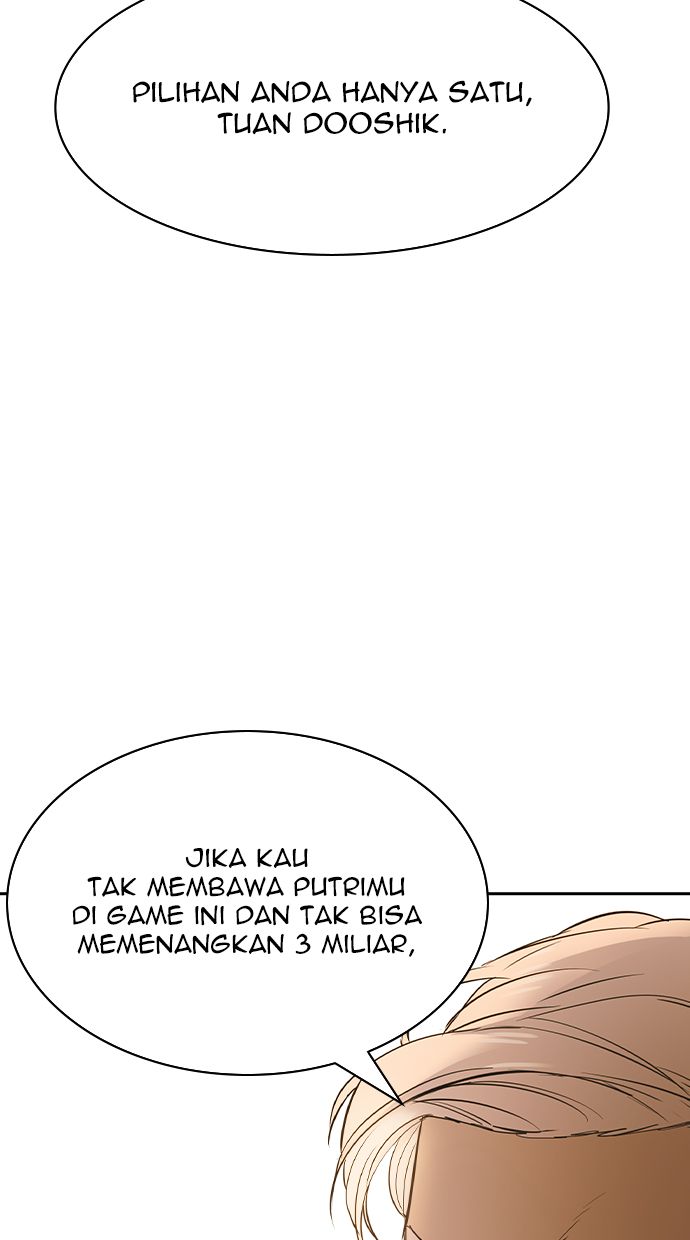 PILIHAN ANDA HANYA SATU,
TUAN DOOSHIK.
JIKA KAU
TAK MEMBAWA PUTRIMU
DI GAME INI DAN TAK BISA
MEMENANGKAN 3 MILIAR,